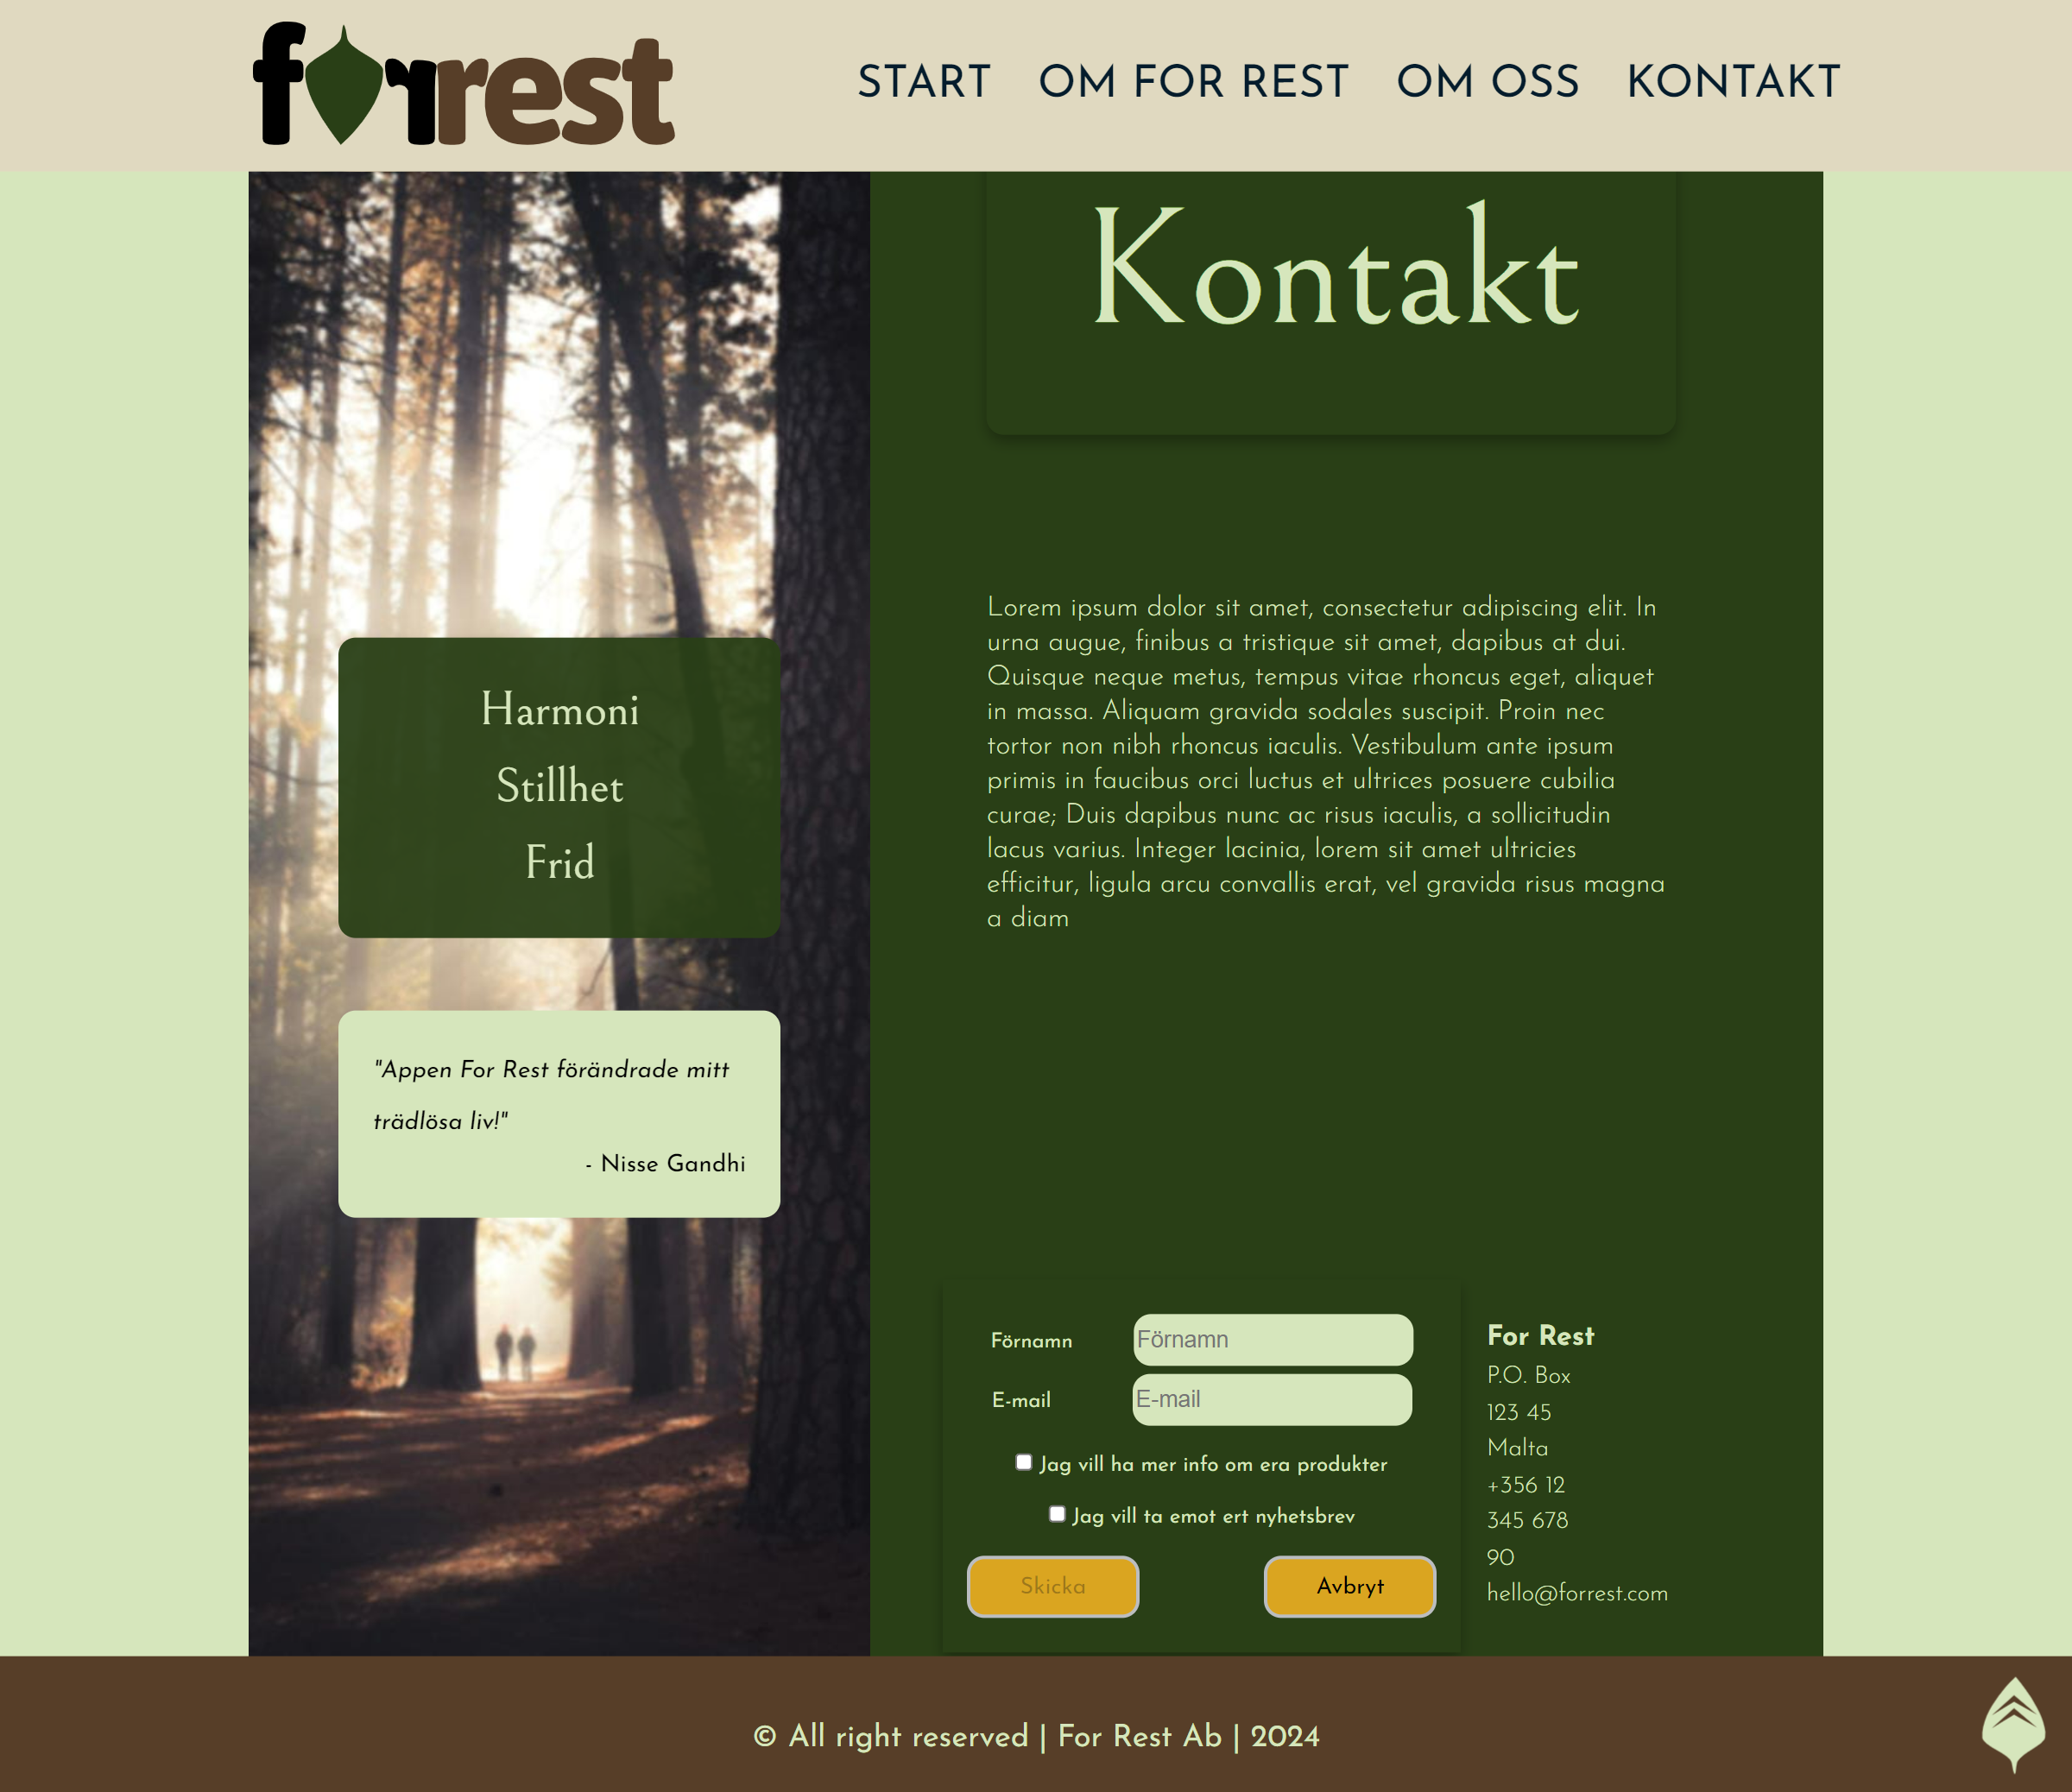 forrest
START OM FOR REST OM OSS KONTAKT
Kontakt
Harmoni
Stillhet
Frid
"Appen For Rest förändrade mitt
trädlösa liv!"
- Nisse Gandhi
Lorem ipsum dolor sit amet, consectetur adipiscing elit. In
urna augue, finibus a tristique sit amet, dapibus at dui.
Quisque neque metus, tempus vitae rhoncus eget, aliquet
in massa. Aliquam gravida sodales suscipit. Proin nec
tortor non nibh rhoncus iaculis. Vestibulum ante ipsum
primis in faucibus orci luctus et ultrices posuere cubilia
curae; Duis dapibus nunc ac risus iaculis, a sollicitudin
lacus varius. Integer lacinia, lorem sit amet ultricies
efficitur, ligula arcu convallis erat, vel gravida risus magna
a diam
Förnamn Förnamn
E-mail E-mail
Jag vill ha mer info om era produkter
Jag vill ta emot ert nyhetsbrev
Skicka Avbryt
For Rest
P.O. Box
123 45
Malta
+356 12
345 678
90
hello@forrest.com
© All right reserved | For Rest Ab | 2024